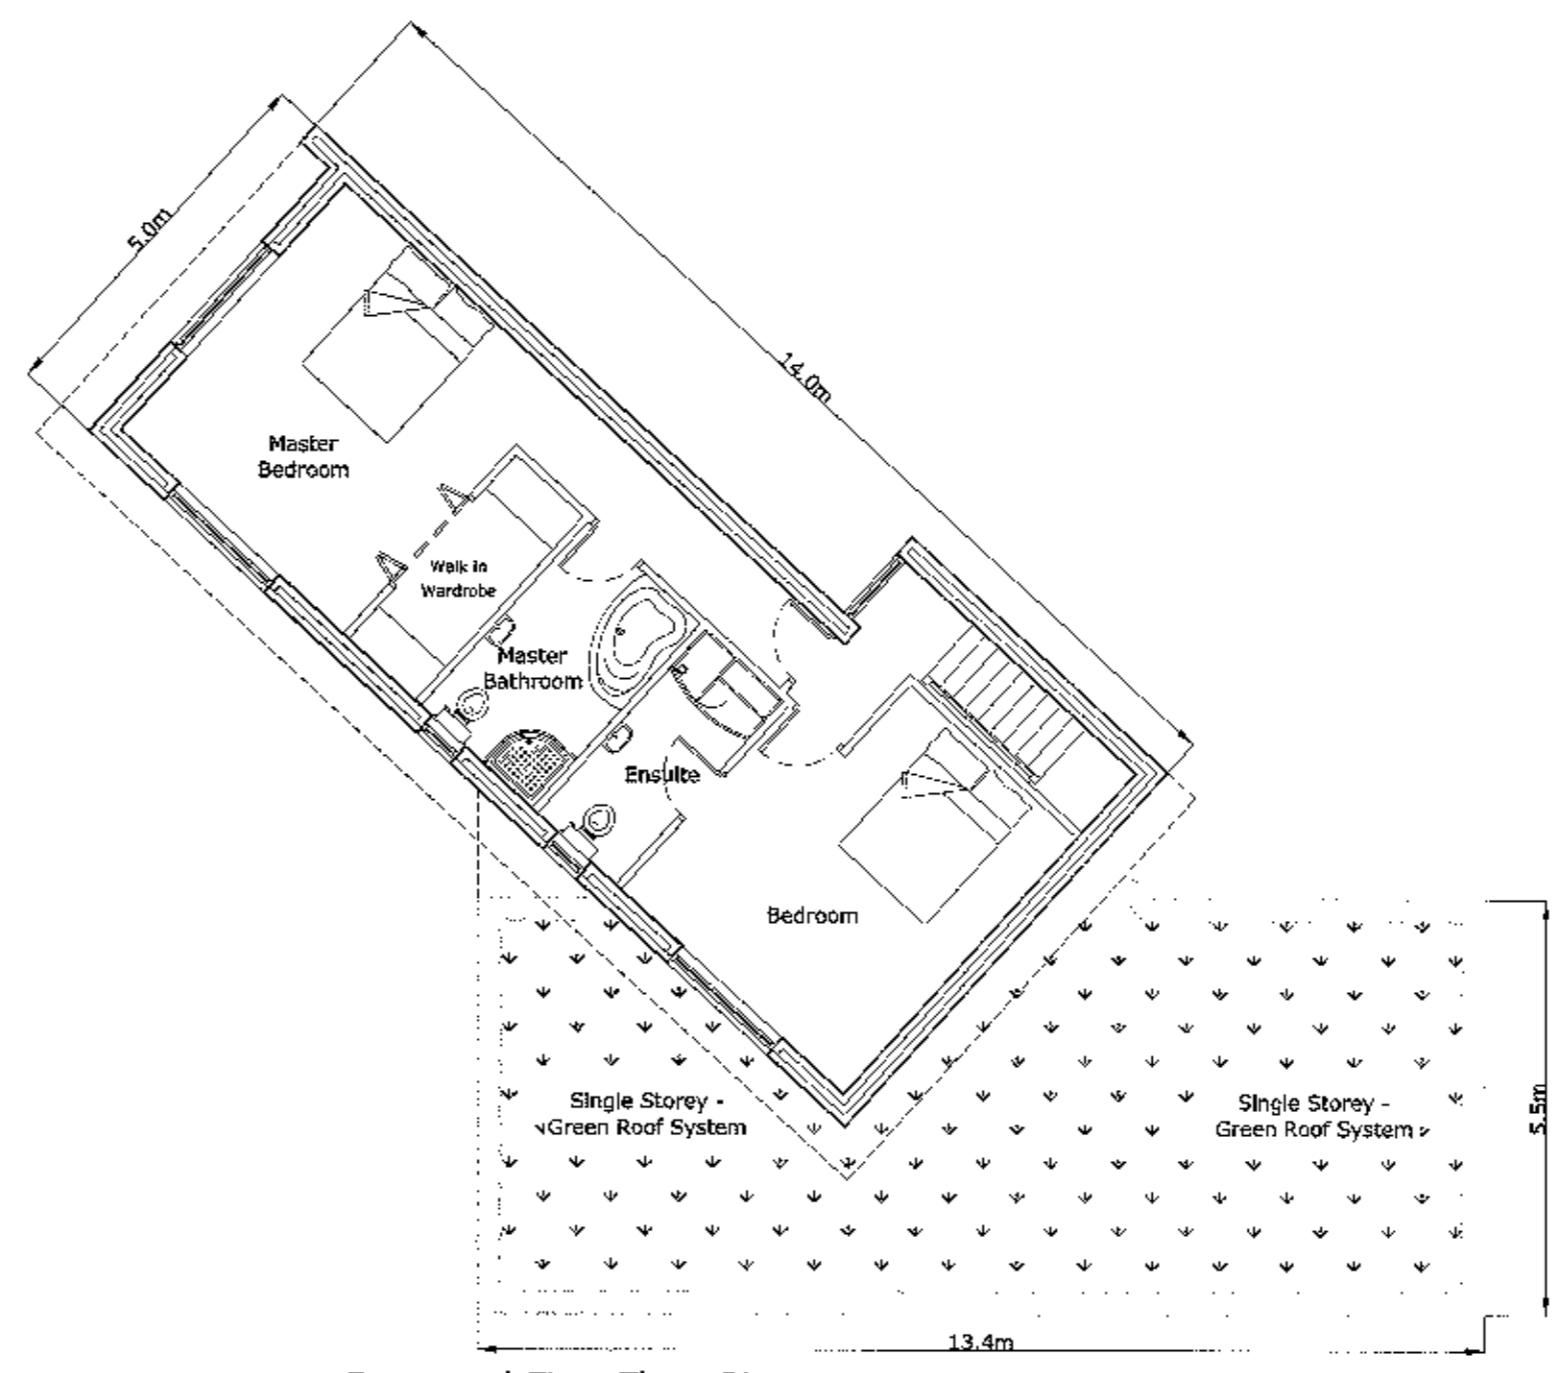 5.0m
14.0m
Master
Bedroom
Walk in
Wardrobe
Master
Bathroom
Ensuite
Bedroom
Single Storey -
Green Roof System
Single Storey -
Green Roof System
5.5m
13.4m